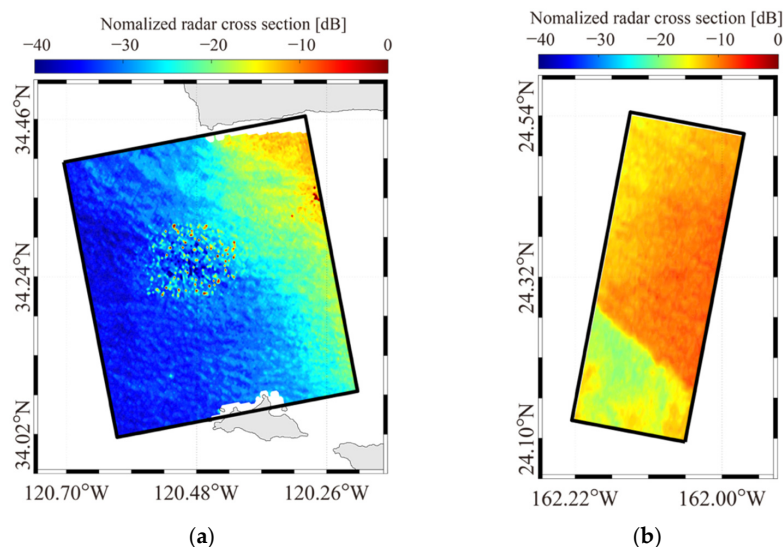 Nomalized radar cross section [dB]
−40 −30 −20 −10 0
34.46°N
34.24°N
34.02°N
120.70°W 120.48°W 120.26°W
(a)
Nomalized radar cross section [dB]
−40 −30 −20 −10 0
24.54°N
24.32°N
24.10°N
162.22°W 162.00°W
(b)